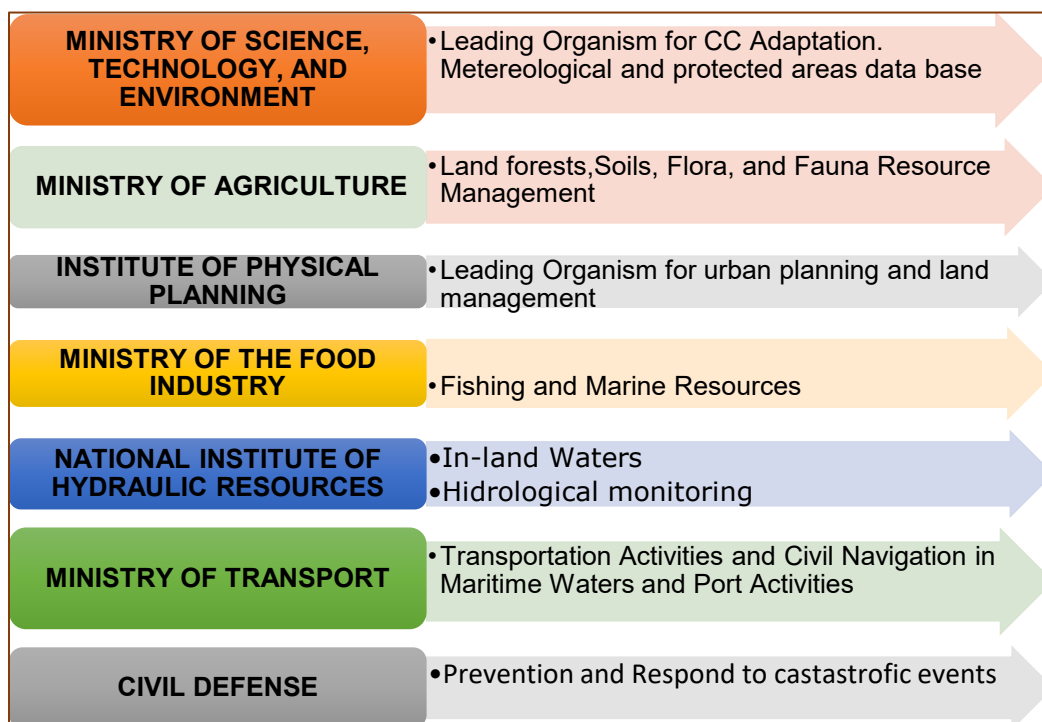 MINISTRY OF SCIENCE,
TECHNOLOGY, AND
ENVIRONMENT
•Leading Organism for CC Adaptation.
Metereological and protected areas data base
MINISTRY OF AGRICULTURE
•Land forests,Soils, Flora, and Fauna Resource
Management
INSTITUTE OF PHYSICAL
PLANNING
•Leading Organism for urban planning and land
management
MINISTRY OF THE FOOD
INDUSTRY
•Fishing and Marine Resources
NATIONAL INSTITUTE OF
HYDRAULIC RESOURCES
•In-land Waters
•Hidrological monitoring
MINISTRY OF TRANSPORT
•Transportation Activities and Civil Navigation in
Maritime Waters and Port Activities
CIVIL DEFENSE
•Prevention and Respond to castastrofic events